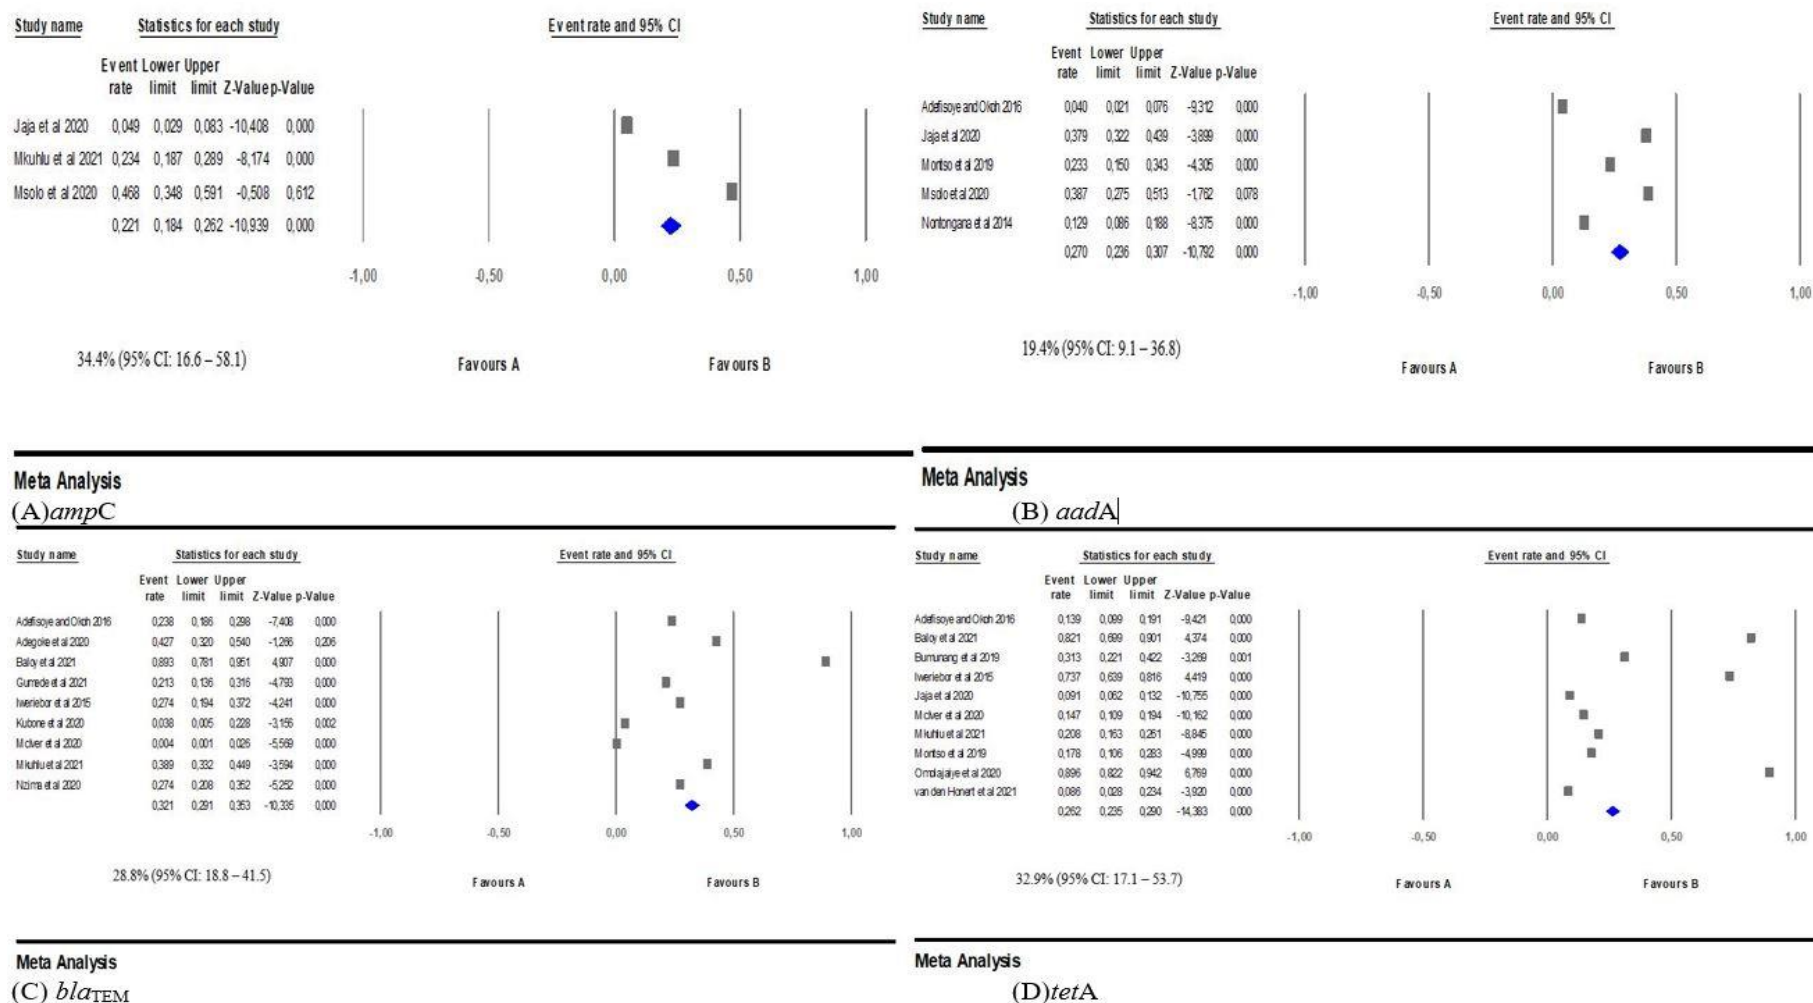 Study name Statistics for each study Event rate and 95% CI
Event Lower Upper
rate limit limit Z-Value p-Value
Jaja et al 2020 0,049 0,029 0,083 -10,408 0,000
Mkuhlu et al 2021 0,234 0,187 0,289 -8,174 0,000
Msolo et al 2020 0,468 0,348 0,591 -0,508 0,612
0,221 0,184 0,262 -10,939 0,000
-1,00 -0,50 0,00 0,50 1,00
34.4% (95% CI: 16.6 – 58.1) Favours A Favours B
Meta Analysis
(A)ampC
Study name Statistics for each study Event rate and 95% CI
Event Lower Upper
rate limit limit Z-Value p-Value
Adefisoye and Okoh 2016 0,040 0,021 0,076 -9,312 0,000
Jaja et al 2020 0,379 0,322 0,439 -3,899 0,000
Montso et al 2019 0,233 0,150 0,343 -4,305 0,000
Msolo et al 2020 0,387 0,275 0,513 -1,762 0,078
Nontongana et al 2014 0,129 0,086 0,188 -8,375 0,000
0,270 0,236 0,307 -10,792 0,000
-1,00 -0,50 0,00 0,50 1,00
19.4% (95% CI: 9.1 – 36.8) Favours A Favours B
Meta Analysis
(B) aadA
Study name Statistics for each study Event rate and 95% CI
Event Lower Upper
rate limit limit Z-Value p-Value
Adefisoye and Okoh 2016 0,238 0,186 0,298 -7,408 0,000
Adegoke et al 2020 0,427 0,320 0,540 -1,266 0,206
Baloy et al 2021 0,893 0,781 0,951 4,907 0,000
Gumede et al 2021 0,213 0,136 0,316 -4,793 0,000
Iweriebor et al 2015 0,274 0,194 0,372 -4,241 0,000
Kubone et al 2020 0,038 0,005 0,228 -3,156 0,002
McIver et al 2020 0,004 0,001 0,026 -5,569 0,000
Mkuhlu et al 2021 0,389 0,332 0,449 -3,594 0,000
Nzima et al 2020 0,274 0,208 0,352 -5,252 0,000
0,321 0,291 0,353 -10,335 0,000
-1,00 -0,50 0,00 0,50 1,00
28.8% (95% CI: 18.8 – 41.5) Favours A Favours B
Meta Analysis
(C) blaTEM
Study name Statistics for each study Event rate and 95% CI
Event Lower Upper
rate limit limit Z-Value p-Value
Adefisoye and Okoh 2016 0,139 0,099 0,191 -9,421 0,000
Baloy et al 2021 0,821 0,699 0,901 4,374 0,000
Bumunang et al 2019 0,313 0,221 0,422 -3,269 0,001
Iweriebor et al 2015 0,737 0,639 0,816 4,419 0,000
Jaja et al 2020 0,091 0,062 0,132 -10,755 0,000
McIver et al 2020 0,147 0,109 0,194 -10,162 0,000
Mkuhlu et al 2021 0,208 0,163 0,261 -8,845 0,000
Montso et al 2019 0,178 0,106 0,283 -4,999 0,000
Omolajaiye et al 2020 0,896 0,822 0,942 6,769 0,000
van den Honert et al 2021 0,086 0,028 0,234 -3,920 0,000
0,262 0,235 0,290 -14,383 0,000
-1,00 -0,50 0,00 0,50 1,00
32.9% (95% CI: 17.1 – 53.7) Favours A Favours B
Meta Analysis
(D)tetA